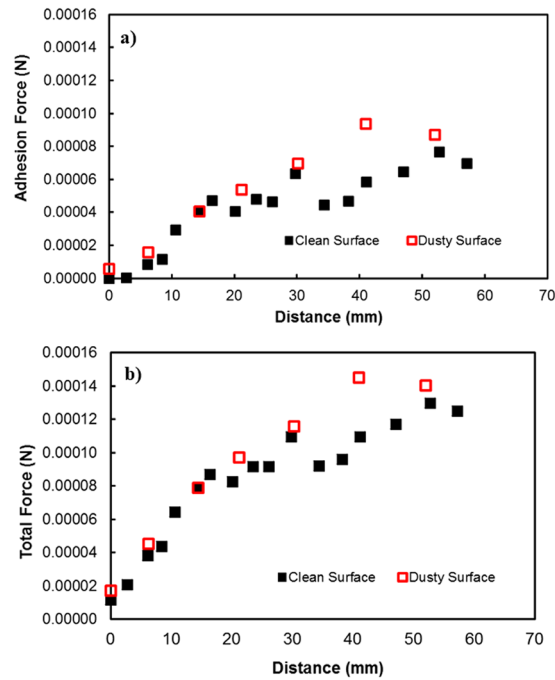 a)
Adhesion Force (N)
0.00016
0.00014
0.00012
0.00010
0.00008
0.00006
0.00004
0.00002
0.00000
Clean Surface Dusty Surface
0 10 20 30 40 50 60 70
Distance (mm)
b)
Total Force (N)
0.00016
0.00014
0.00012
0.00010
0.00008
0.00006
0.00004
0.00002
0.00000
Clean Surface Dusty Surface
0 10 20 30 40 50 60 70
Distance (mm)